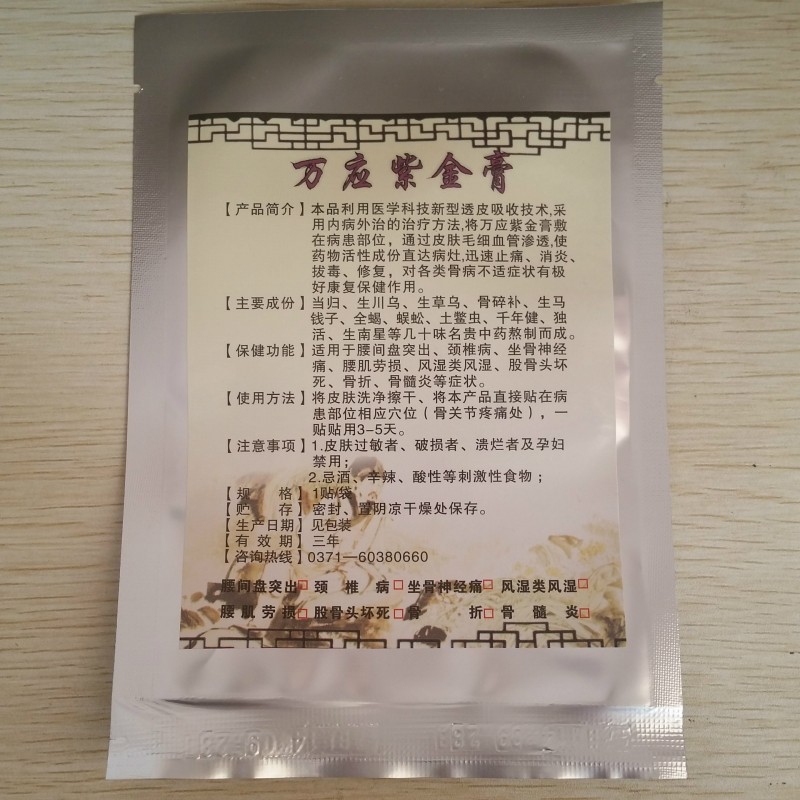 万应紫金膏
【产品简介】本品利用医学科技新型透皮吸收技术,采
用内病外治的治疗方法,将万应紫金膏敷
在病患部位，通过皮肤毛细血管渗透,使
药物活性成份直达病灶,迅速止痛、消炎、
拔毒、修复，对各类骨病不适症状有极
好康复保健作用。
【主要成份】当归、生川乌、生草乌、骨碎补、生马
钱子、全蝎、蜈蚣、土鳖虫、千年健、独
活、生南星等几十味名贵中药熬制而成。
【保健功能】适用于腰间盘突出、颈椎病、坐骨神经
痛、腰肌劳损、风湿类风湿、股骨头坏
死、骨折、骨髓炎等症状。
【使用方法】将皮肤洗净擦干、将本产品直接贴在病
患部位相应穴位（骨关节疼痛处），一
贴贴用3-5天。
【注意事项】1.皮肤过敏者、破损者、溃烂者及孕妇
禁用；
2.忌酒、辛辣、酸性等刺激性食物；
【规 格】1贴/袋
【贮 存】密封、置阴凉干燥处保存。
【生产日期】见包装
【有 效 期】三年
【咨询热线】0371—60380660
腰间盘突出□ 颈 椎 病□ 坐骨神经痛□ 风湿类风湿□
腰 肌 劳 损□ 股骨头坏死□ 骨 折□ 骨 髓 炎□